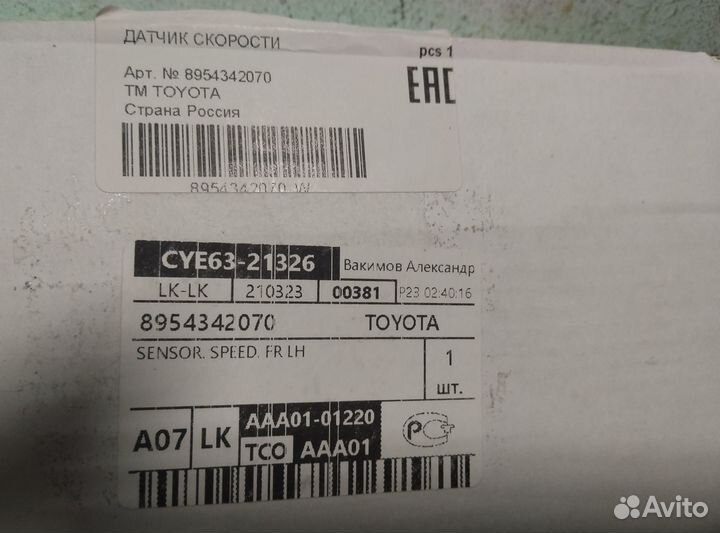 ДАТЧИК СКОРОСТИ
pcs 1
Арт. № 8954342070
ТМ TOYOTA
Страна Россия
EAC
8954342070 W
CYE63-21326
Вакимов Александр
LK-LK 210323 00381 P23 02:40:16
8954342070 TOYOTA
SENSOR. SPEED. FR LH
1
шт.
A07 LK AAA01-01220
TCO AAA01
РС
Avito